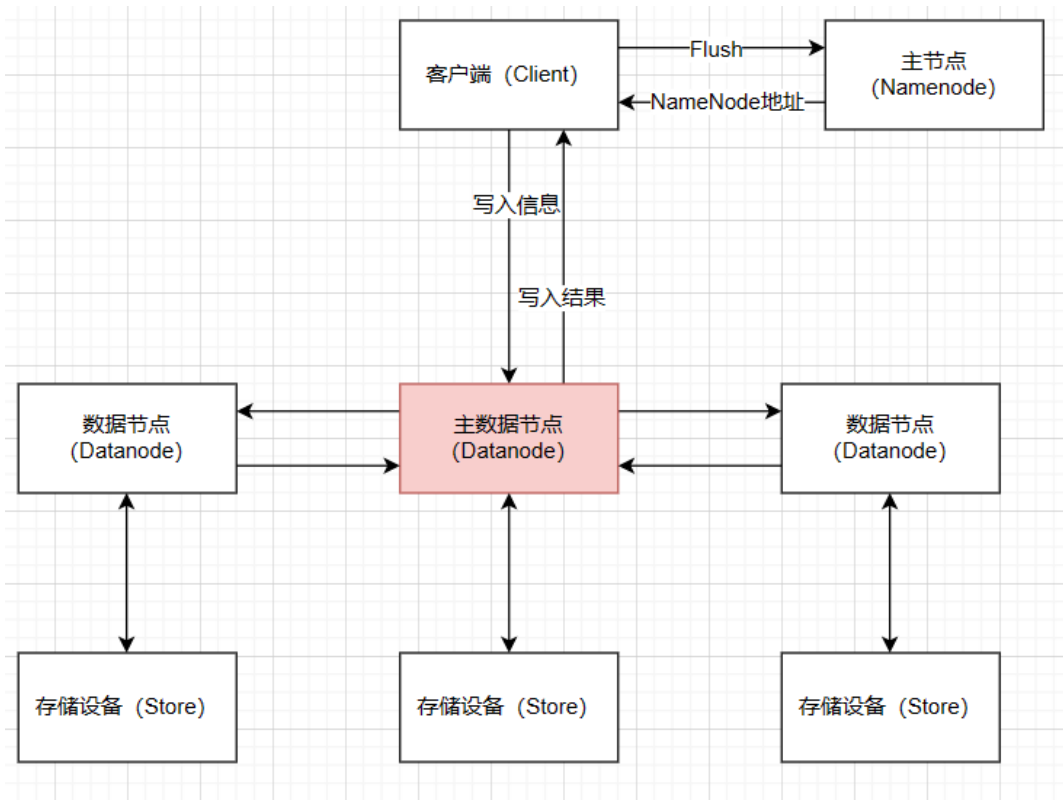 客户端（Client）
Flush
主节点
（Namenode）
NameNode地址
写入信息
写入结果
数据节点
（Datanode）
主数据节点
（Datanode）
数据节点
（Datanode）
存储设备（Store）
存储设备（Store）
存储设备（Store）